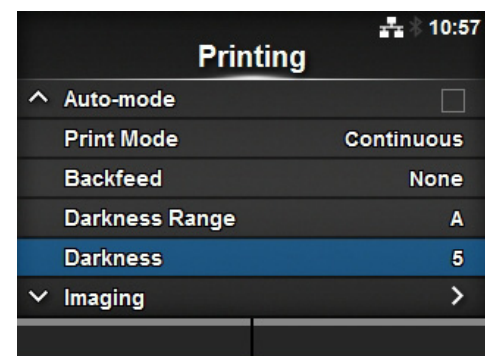 10:57
Printing
Auto-mode
Print Mode Continuous
Backfeed None
Darkness Range A
Darkness 5
Imaging